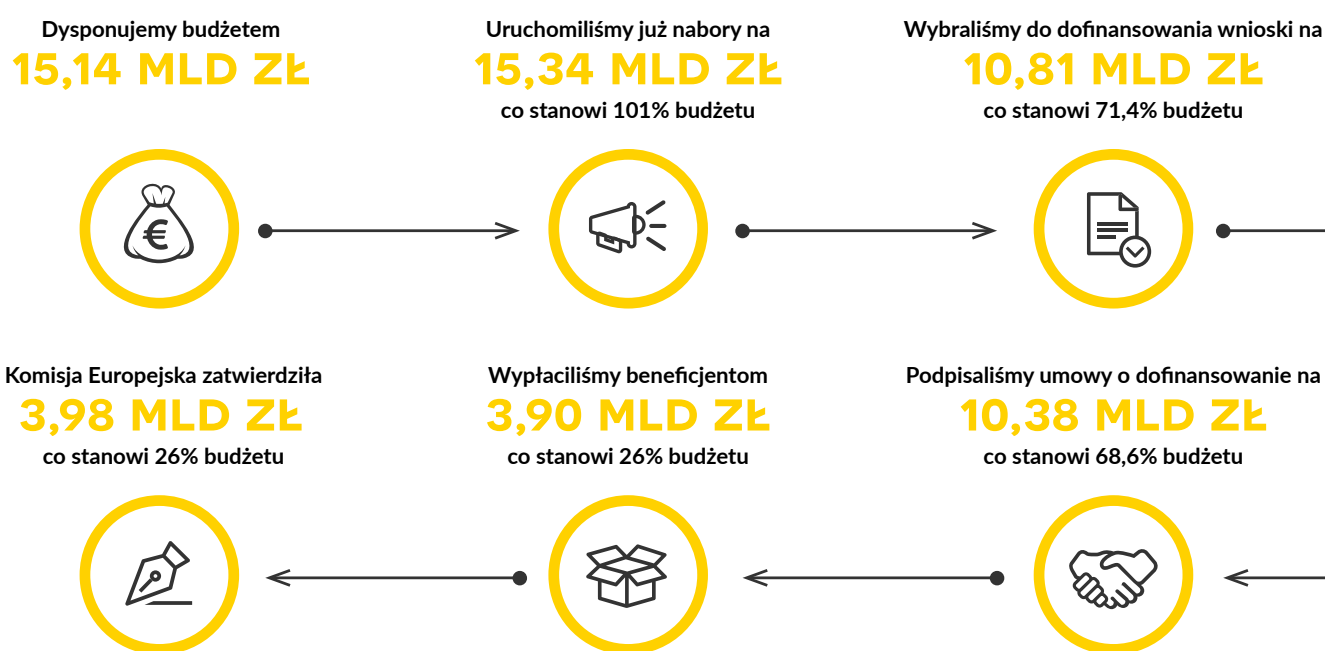 Dysponujemy budżetem
15,14 MLD ZŁ
Uruchomiliśmy już nabory na
15,34 MLD ZŁ
co stanowi 101% budżetu
Wybraliśmy do dofinansowania wnioski na
10,81 MLD ZŁ
co stanowi 71,4% budżetu
€
Komisja Europejska zatwierdziła
3,98 MLD ZŁ
co stanowi 26% budżetu
Wypłaciliśmy beneficjentom
3,90 MLD ZŁ
co stanowi 26% budżetu
Podpisaliśmy umowy o dofinansowanie na
10,38 MLD ZŁ
co stanowi 68,6% budżetu